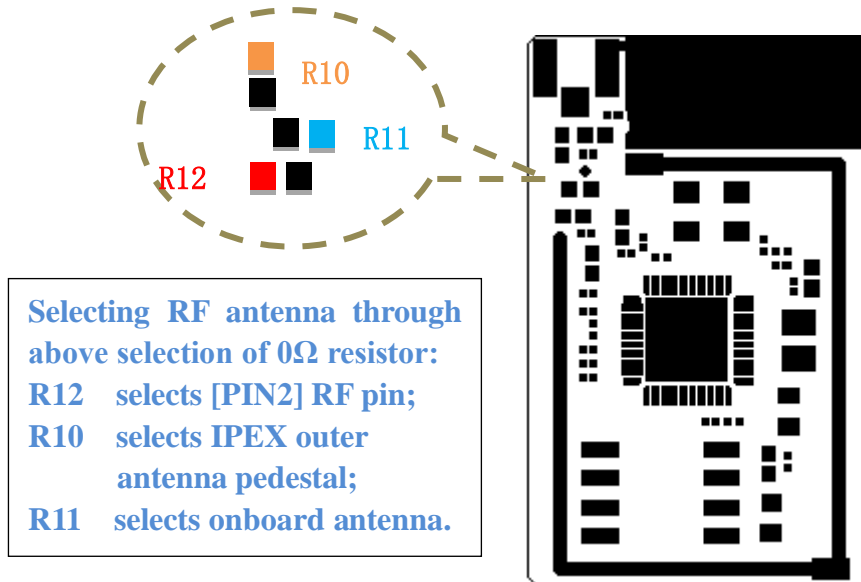 R10
R11
R12
Selecting RF antenna through
above selection of 0Ω resistor:
R12 selects [PIN2] RF pin;
R10 selects IPEX outer
antenna pedestal;
R11 selects onboard antenna.